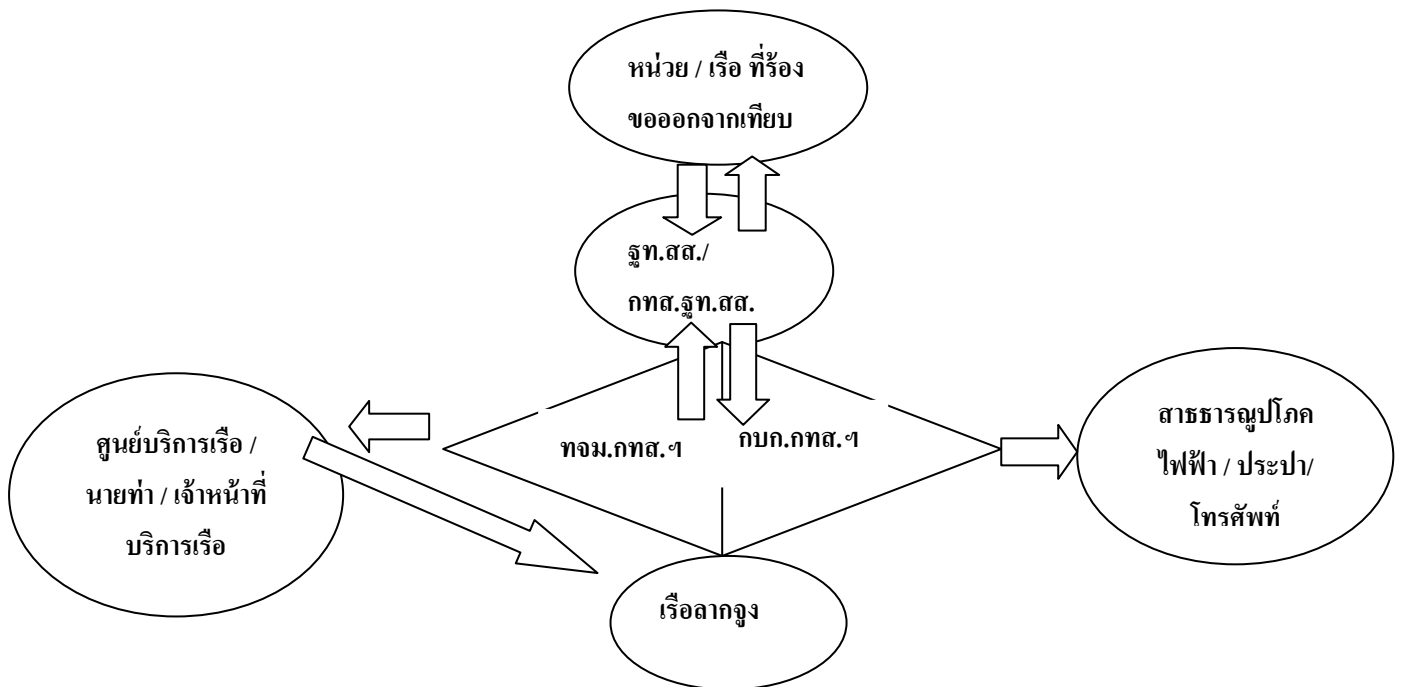 หน่วย / เรือ ที่ร้อง
ขอออกจากเทียบ
ฐท.สส./
กทส.ฐท.สส.
ศูนย์บริการเรือ /
นายท่า / เจ้าหน้าที่
บริการเรือ
ทจม.กทส.ฯ
กบก.กทส.ฯ
สาธารณูปโภค
ไฟฟ้า / ประปา/
โทรศัพท์
เรือลากจูง